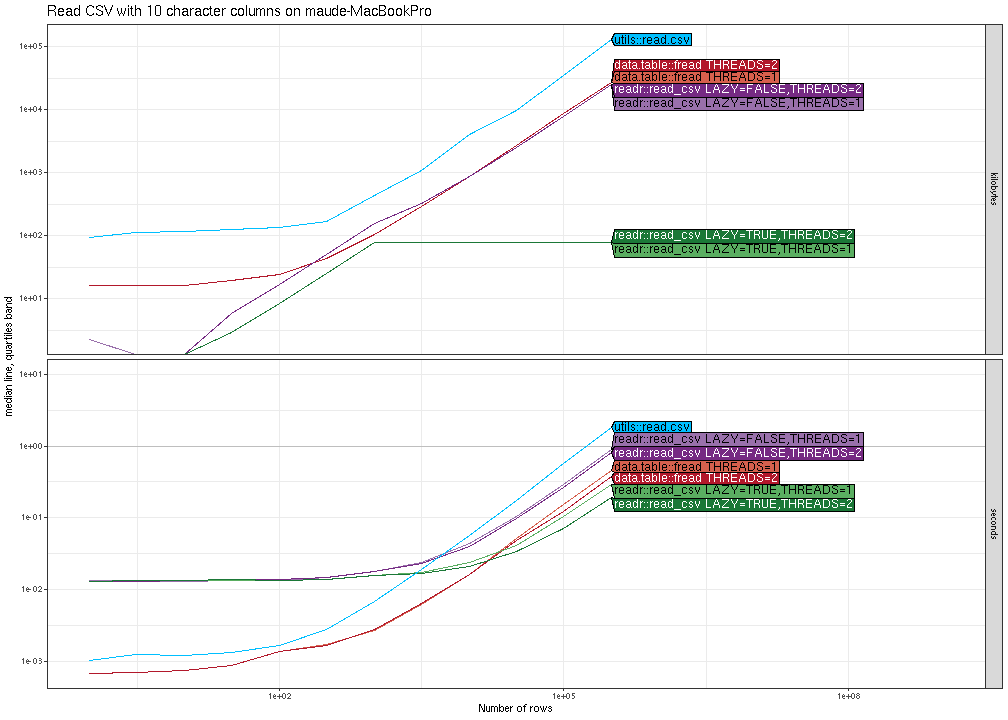 Read CSV with 10 character columns on maude-MacBookPro
median line, quartiles band
1e+05
1e+04
1e+03
1e+02
1e+01
utils::read.csv
data.table::fread THREADS=2
data.table::fread THREADS=1
readr::read_csv LAZY=FALSE,THREADS=2
readr::read_csv LAZY=FALSE,THREADS=1
readr::read_csv LAZY=TRUE,THREADS=2
readr::read_csv LAZY=TRUE,THREADS=1
kilobytes
1e+01
1e+00
1e-01
1e-02
1e-03
utils::read.csv
readr::read_csv LAZY=FALSE,THREADS=1
readr::read_csv LAZY=FALSE,THREADS=2
data.table::fread THREADS=1
data.table::fread THREADS=2
readr::read_csv LAZY=TRUE,THREADS=1
readr::read_csv LAZY=TRUE,THREADS=2
seconds
1e+02
1e+05
1e+08
Number of rows